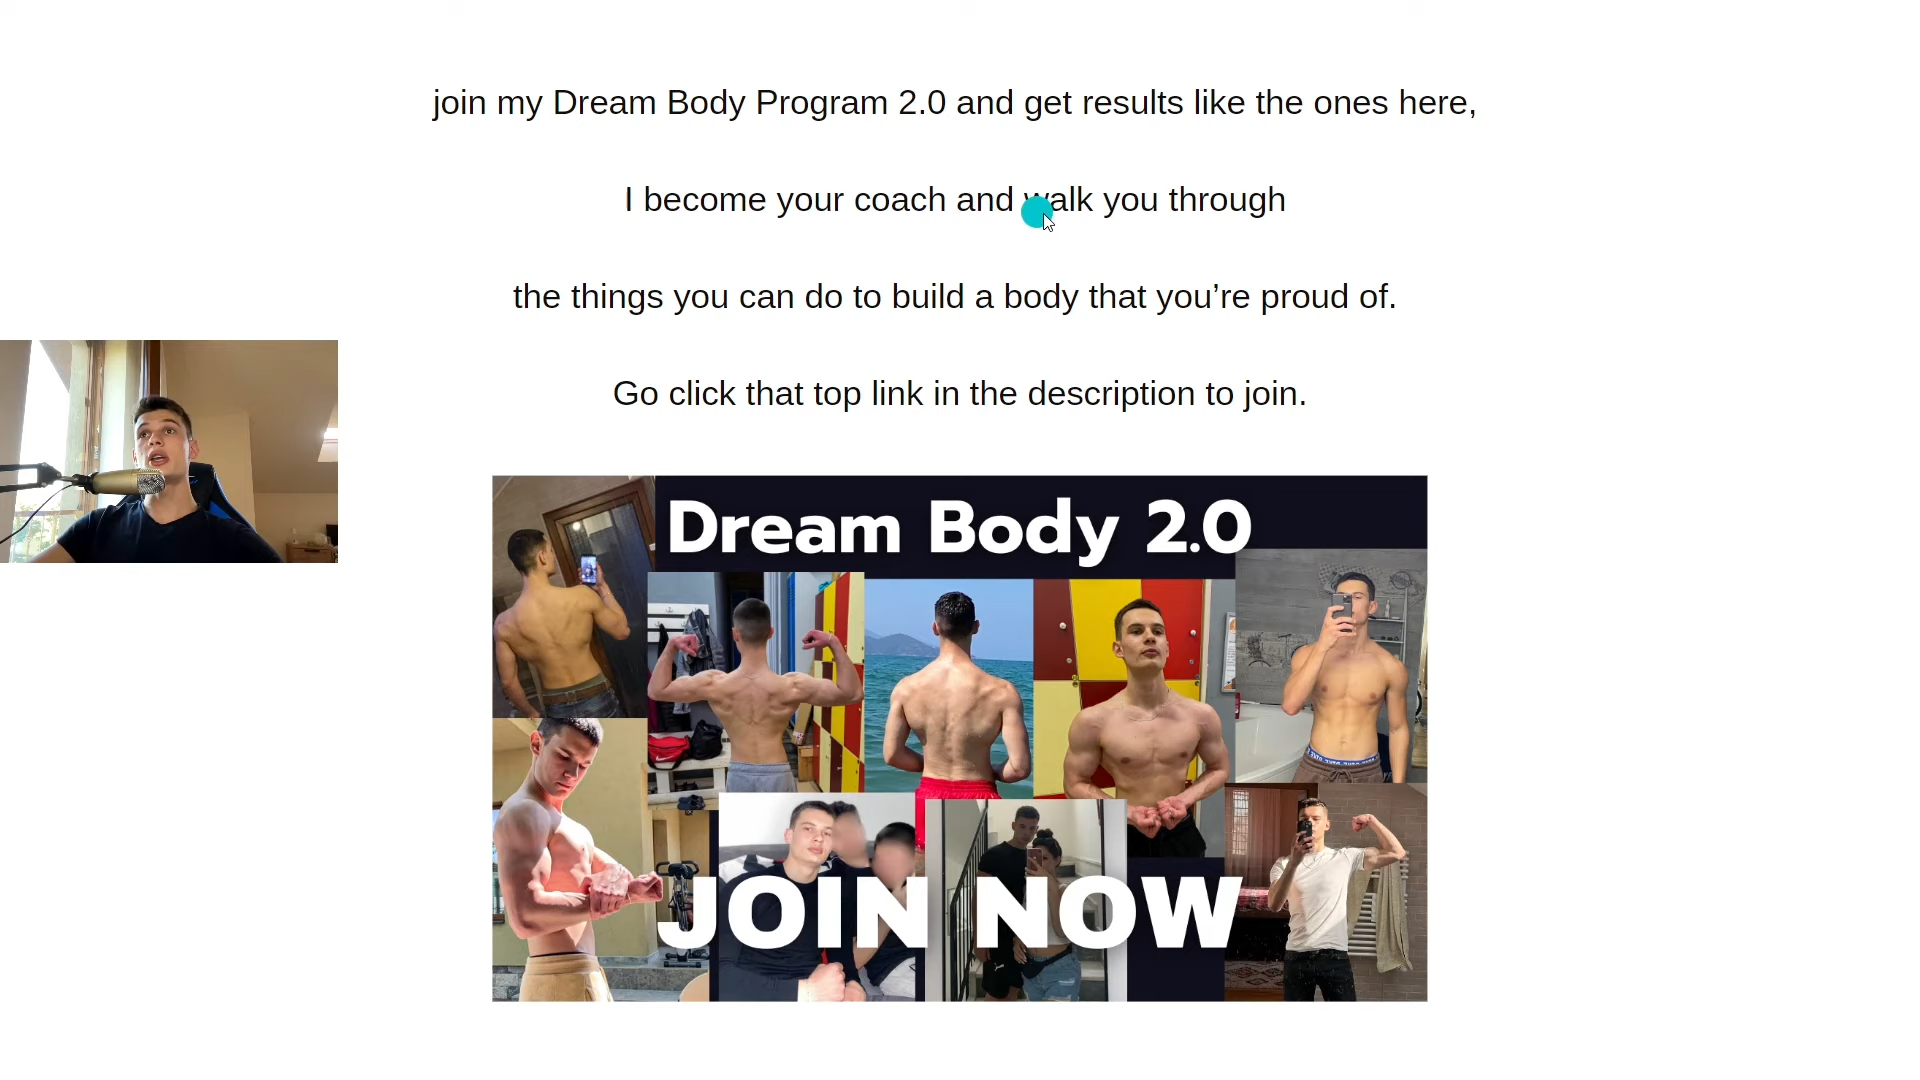 join my Dream Body Program 2.0 and get results like the ones here,
I become your coach and walk you through
the things you can do to build a body that you’re proud of.
Go click that top link in the description to join.
Dream Body 2.0
JOIN NOW